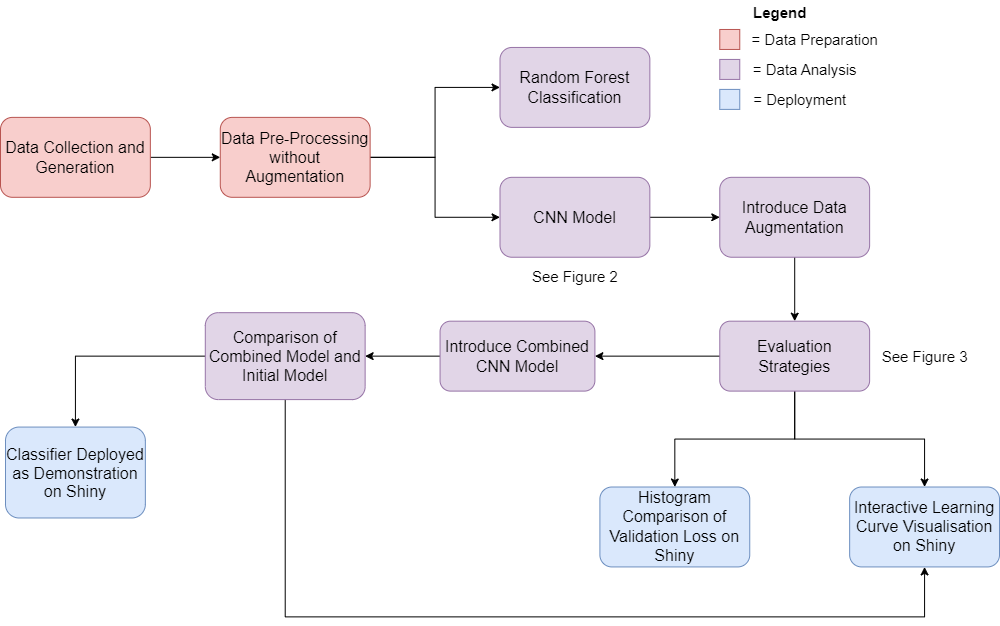 Legend
= Data Preparation
= Data Analysis
= Deployment
Random Forest
Classification
Data Collection and
Generation
Data Pre-Processing
without
Augmentation
CNN Model
See Figure 2
Introduce Data
Augmentation
Comparison of
Combined Model and
Initial Model
Introduce Combined
CNN Model
Evaluation
Strategies
See Figure 3
Classifier Deployed
as Demonstration
on Shiny
Histogram
Comparison of
Validation Loss on
Shiny
Interactive Learning
Curve Visualisation
on Shiny